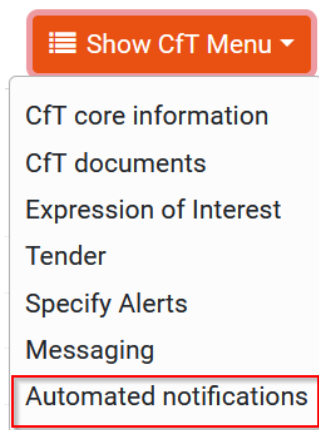 Show CfT Menu
CfT core information
CfT documents
Expression of Interest
Tender
Specify Alerts
Messaging
Automated notifications